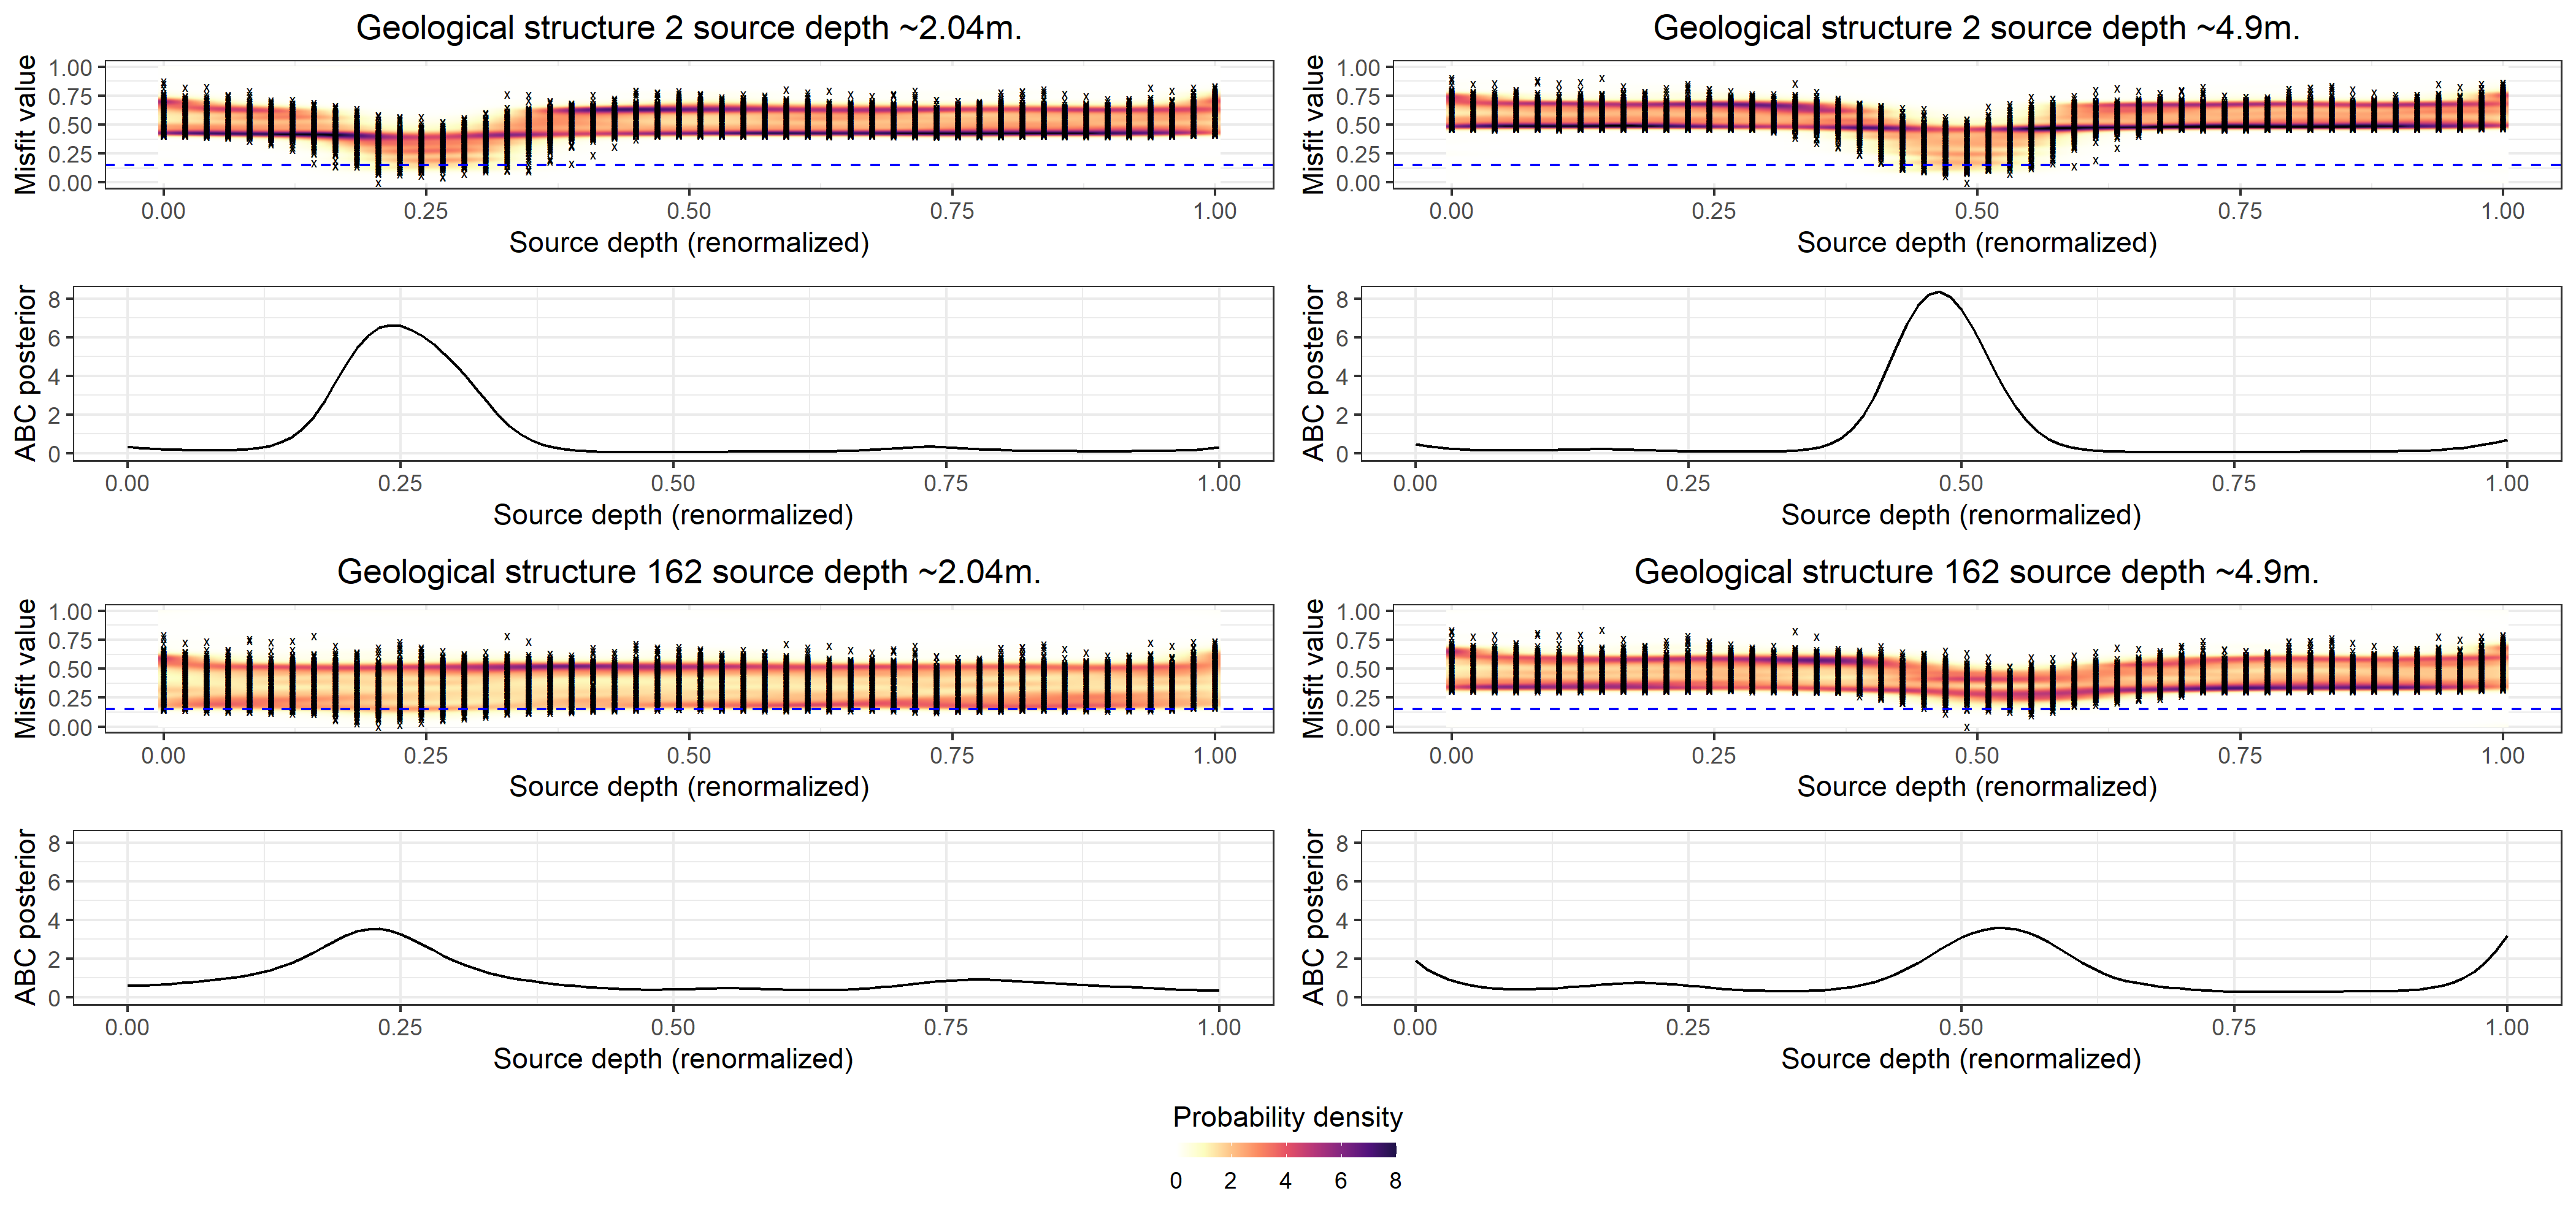 Geological structure 2 source depth ~2.04m.
Misfit value
1.00
0.75
0.50
0.25
0.00
0.00 0.25 0.50 0.75 1.00
Source depth (renormalized)
ABC posterior
8
6
4
2
0
0.00 0.25 0.50 0.75 1.00
Source depth (renormalized)
Geological structure 2 source depth ~4.9m.
Misfit value
1.00
0.75
0.50
0.25
0.00
0.00 0.25 0.50 0.75 1.00
Source depth (renormalized)
ABC posterior
8
6
4
2
0
0.00 0.25 0.50 0.75 1.00
Source depth (renormalized)
Geological structure 162 source depth ~2.04m.
Misfit value
1.00
0.75
0.50
0.25
0.00
0.00 0.25 0.50 0.75 1.00
Source depth (renormalized)
ABC posterior
8
6
4
2
0
0.00 0.25 0.50 0.75 1.00
Source depth (renormalized)
Geological structure 162 source depth ~4.9m.
Misfit value
1.00
0.75
0.50
0.25
0.00
0.00 0.25 0.50 0.75 1.00
Source depth (renormalized)
ABC posterior
8
6
4
2
0
0.00 0.25 0.50 0.75 1.00
Source depth (renormalized)
Probability density
0 2 4 6 8